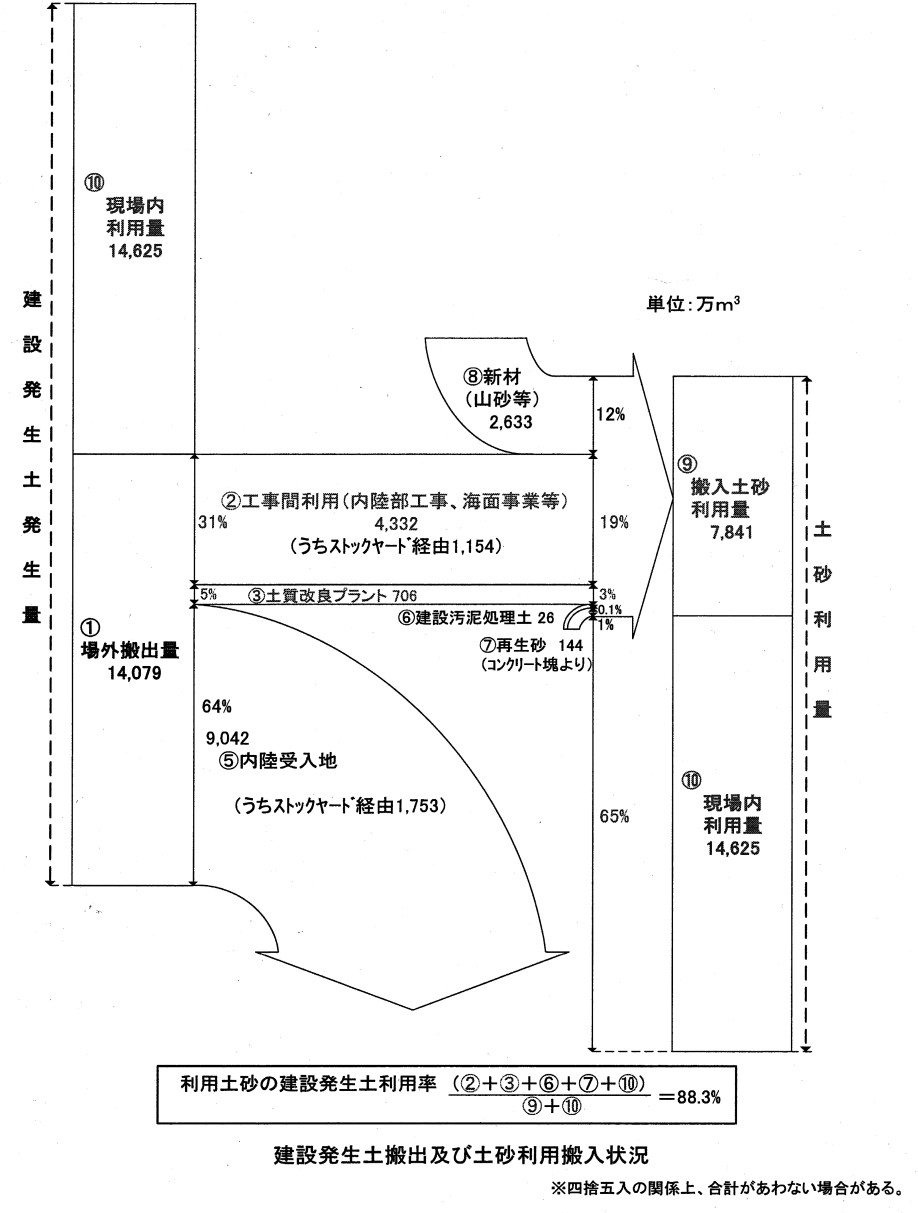 建設発生土発生量
⑩
現場内
利用量
14,625
①
場外搬出量
14,079
単位：万m³
⑧新材
(山砂等)
2,633
12%
②工事間利用（内陸部工事、海面事業等）
31%
4,332
(うちストックヤード経由1,154)
19%
5%
③土質改良プラント 706
3%
⑥建設汚泥処理土 26
0.1%
1%
⑦再生砂 144
(コンクリート塊より)
64%
9,042
⑤内陸受入地
(うちストックヤード経由1,753)
65%
⑨
搬入土砂
利用量
7,841
⑩
現場内
利用量
14,625
土砂利用量
利用土砂の建設発生土利用率 (②＋③＋⑥＋⑦＋⑩)
⑨＋⑩
＝88.3%
建設発生土搬出及び土砂利用搬入状況
※四捨五入の関係上、合計があわない場合がある。